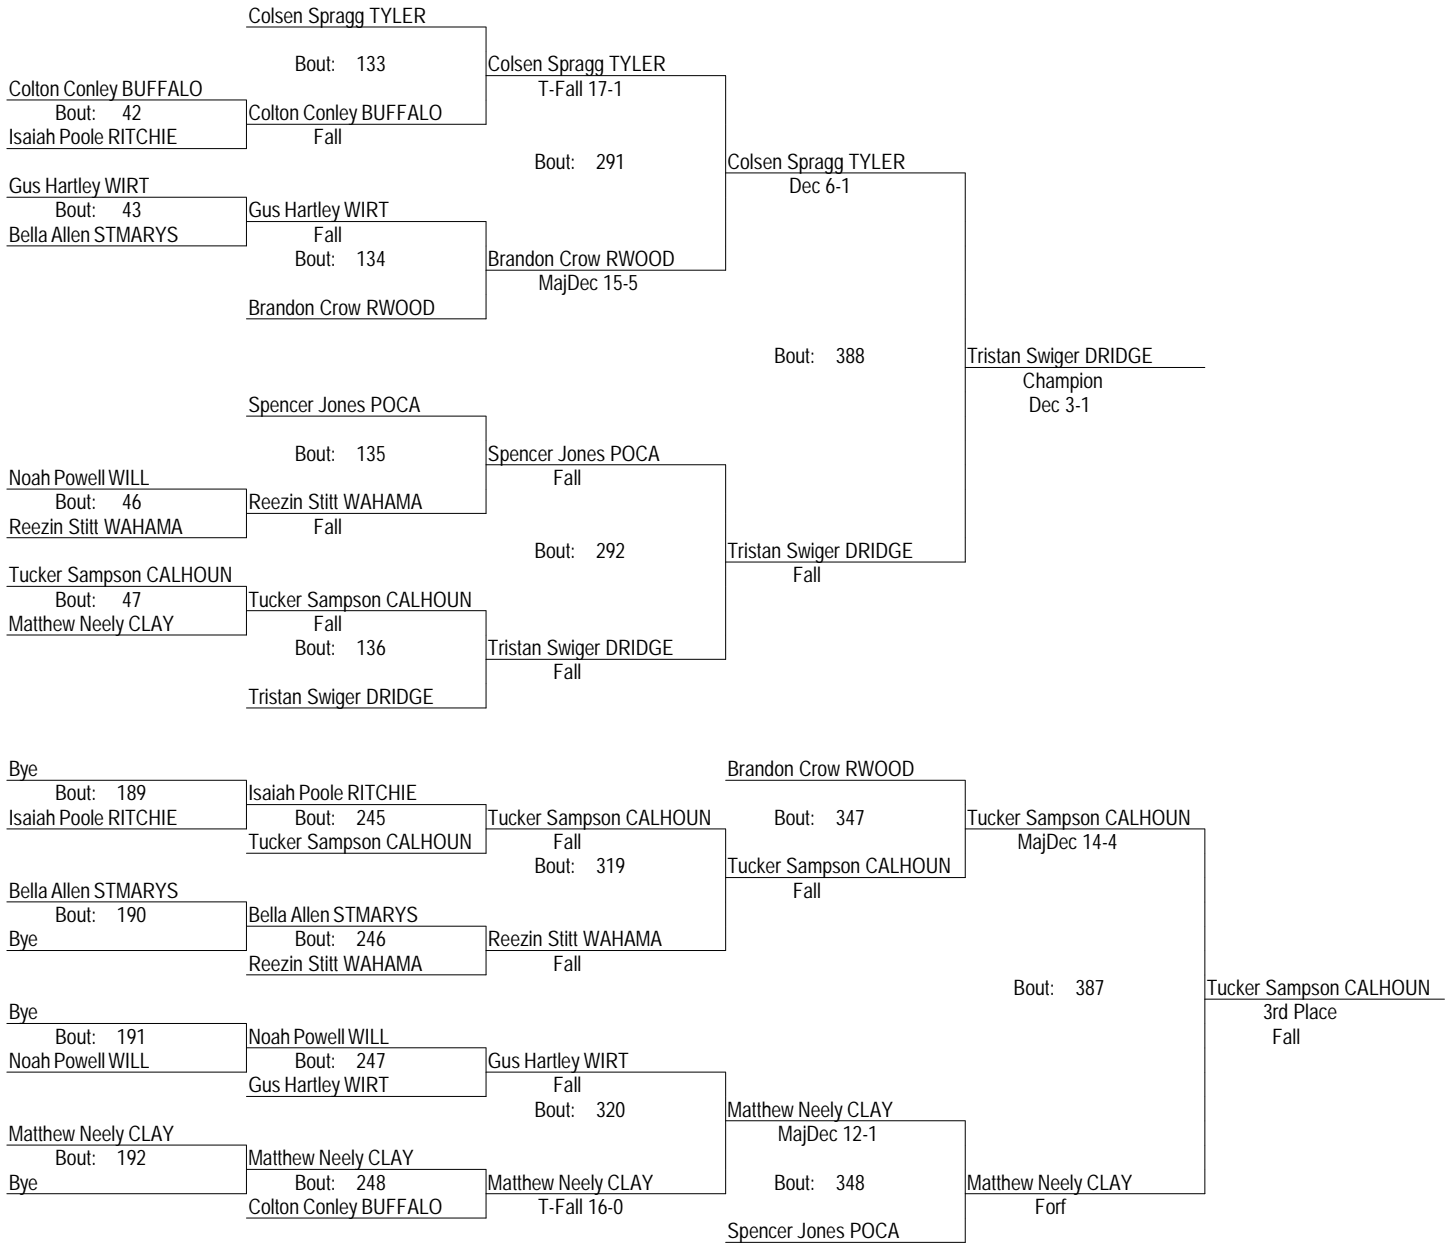 Colsen Spragg TYLER
Bout: 133
Colsen Spragg TYLER
T-Fall 17-1
Colton Conley BUFFALO
Bout: 42
Colton Conley BUFFALO
Isaiah Poole RITCHIE
Fall
Bout: 291
Colsen Spragg TYLER
Dec 6-1
Gus Hartley WIRT
Bout: 43
Gus Hartley WIRT
Bella Allen STMARYS
Fall
Bout: 134
Brandon Crow RWOOD
MajDec 15-5
Brandon Crow RWOOD
Bout: 388
Tristan Swiger DRIDGE
Champion
Dec 3-1
Spencer Jones POCA
Bout: 135
Spencer Jones POCA
Fall
Noah Powell WILL
Bout: 46
Reezin Stitt WAHAMA
Reezin Stitt WAHAMA
Fall
Bout: 292
Tristan Swiger DRIDGE
Fall
Tucker Sampson CALHOUN
Bout: 47
Tucker Sampson CALHOUN
Matthew Neely CLAY
Fall
Bout: 136
Tristan Swiger DRIDGE
Fall
Tristan Swiger DRIDGE
Bye
Bout: 189
Isaiah Poole RITCHIE
Isaiah Poole RITCHIE
Bout: 245
Tucker Sampson CALHOUN
Tucker Sampson CALHOUN
Fall
Bout: 319
Brandon Crow RWOOD
Bout: 347
Tucker Sampson CALHOUN
MajDec 14-4
Tucker Sampson CALHOUN
Fall
Bella Allen STMARYS
Bout: 190
Bye
Bella Allen STMARYS
Bout: 246
Reezin Stitt WAHAMA
Reezin Stitt WAHAMA
Fall
Bout: 387
Tucker Sampson CALHOUN
3rd Place
Fall
Bye
Bout: 191
Noah Powell WILL
Noah Powell WILL
Bout: 247
Gus Hartley WIRT
Gus Hartley WIRT
Fall
Bout: 320
Matthew Neely CLAY
MajDec 12-1
Matthew Neely CLAY
Bout: 192
Bye
Matthew Neely CLAY
Bout: 248
Colton Conley BUFFALO
Matthew Neely CLAY
T-Fall 16-0
Bout: 348
Matthew Neely CLAY
Forf
Spencer Jones POCA